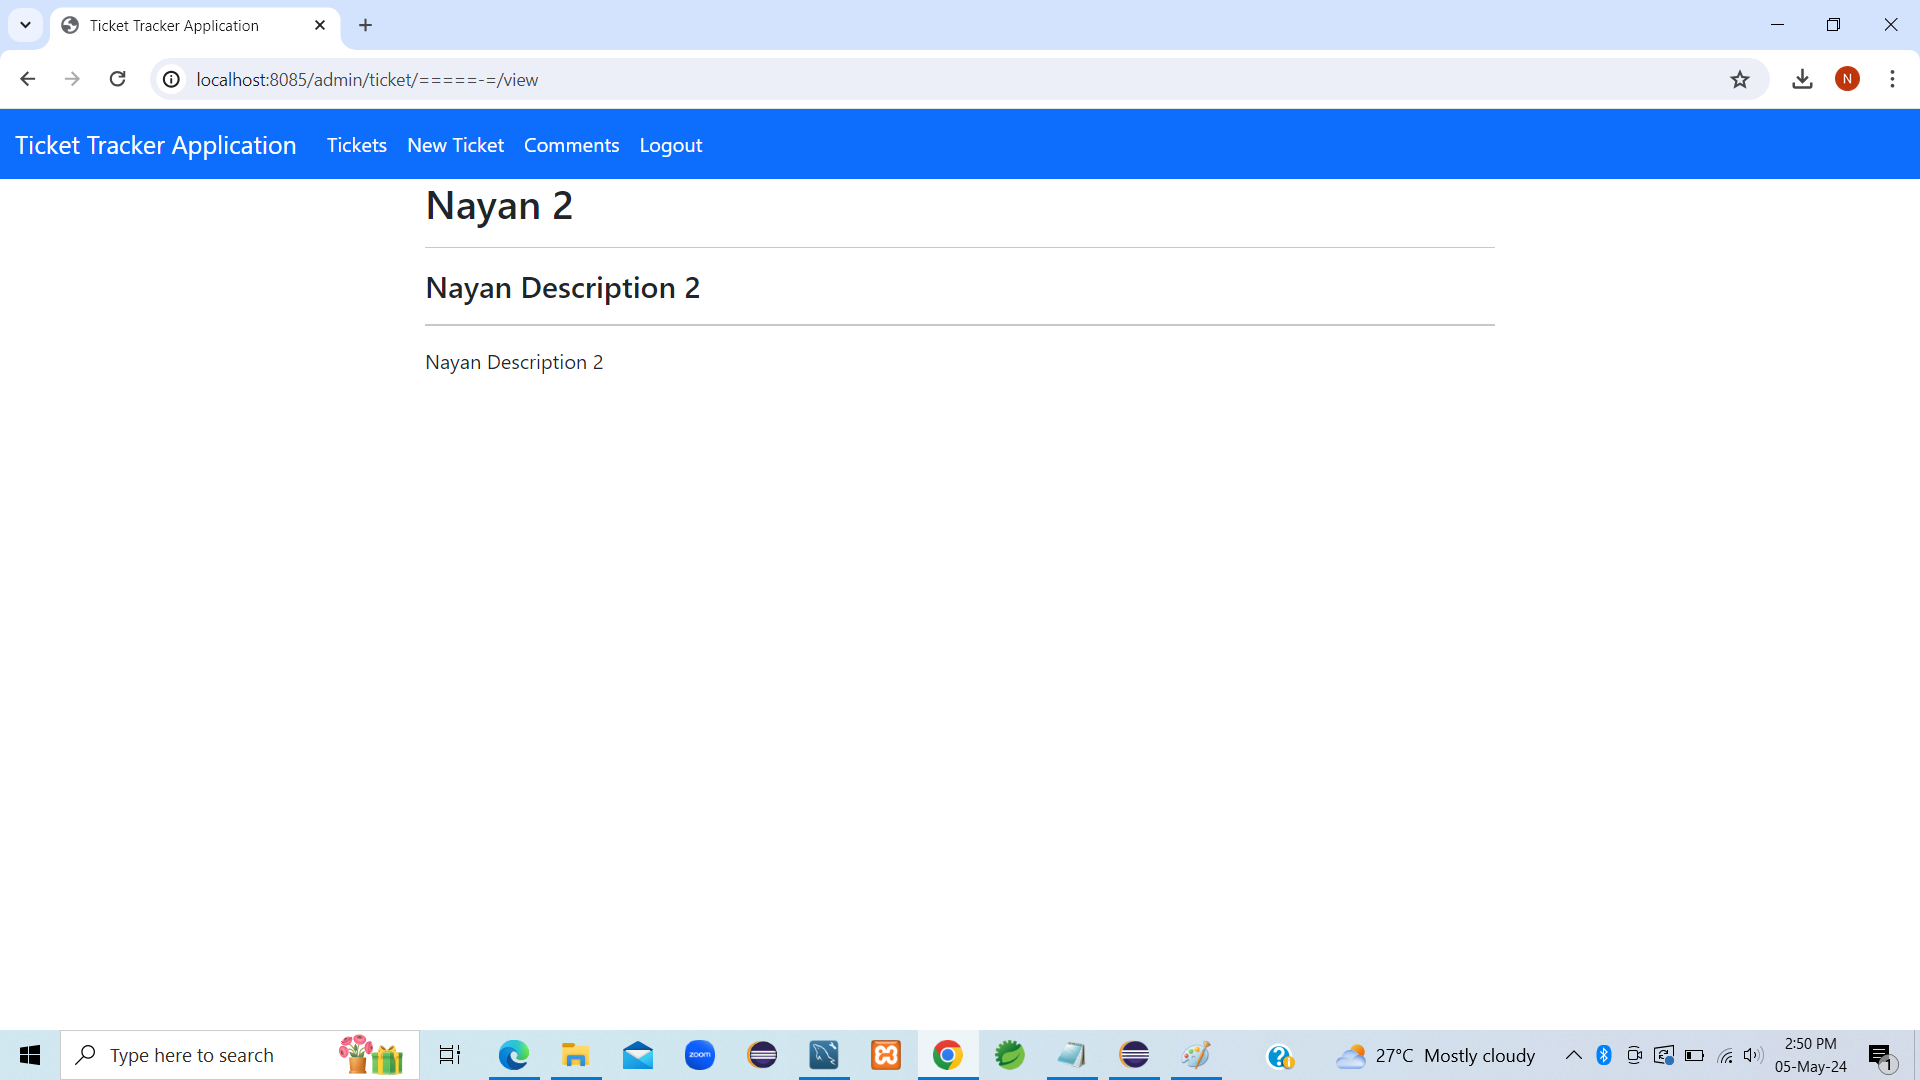 Ticket Tracker Application
localhost:8085/admin/ticket/=====-=/view
N
Ticket Tracker Application Tickets New Ticket Comments Logout
Nayan 2
Nayan Description 2
Nayan Description 2
Type here to search
zoom
27°C Mostly cloudy
2:50 PM
05-May-24
1